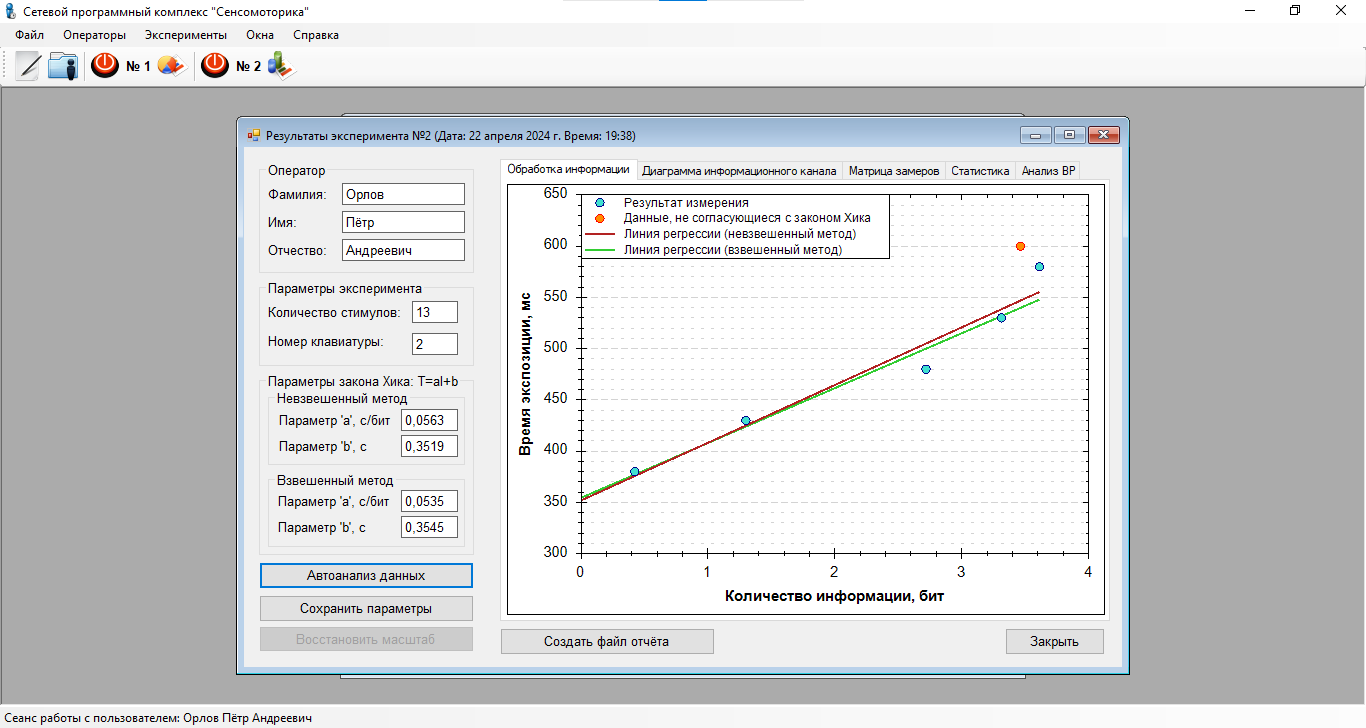 Сетевой программный комплекс "Сенсомоторика"
Файл Операторы Эксперименты Окна Справка
№ 1 № 2
Результаты эксперимента №2 (Дата: 22 апреля 2024 г. Время: 19:38)
Оператор
Фамилия: Орлов
Имя: Пётр
Отчество: Андреевич
Параметры эксперимента
Количество стимулов: 13
Номер клавиатуры: 2
Параметры закона Хика: T=aI+b
Невзвешенный метод
Параметр 'a', с/бит 0,0563
Параметр 'b', с 0,3519
Взвешенный метод
Параметр 'a', с/бит 0,0535
Параметр 'b', с 0,3545
Автоанализ данных
Сохранить параметры
Восстановить масштаб
Обработка информации Диаграмма информационного канала Матрица замеров Статистика Анализ ВР
Результат измерения
Данные, не согласующиеся с законом Хика
Линия регрессии (невзвешенный метод)
Линия регрессии (взвешенный метод)
Время экспозиции, мс
650
600
550
500
450
400
350
300
0 1 2 3 4
Количество информации, бит
Создать файл отчёта Закрыть
Сеанс работы с пользователем: Орлов Пётр Андреевич